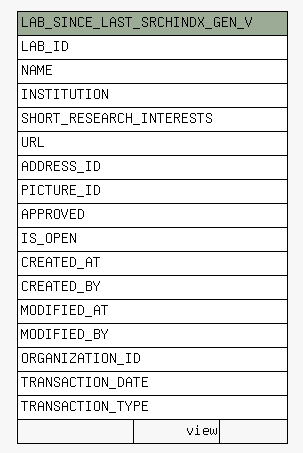 LAB_SINCE_LAST_SRCHINDX_GEN_V
LAB_ID
NAME
INSTITUTION
SHORT_RESEARCH_INTERESTS
URL
ADDRESS_ID
PICTURE_ID
APPROVED
IS_OPEN
CREATED_AT
CREATED_BY
MODIFIED_AT
MODIFIED_BY
ORGANIZATION_ID
TRANSACTION_DATE
TRANSACTION_TYPE
view